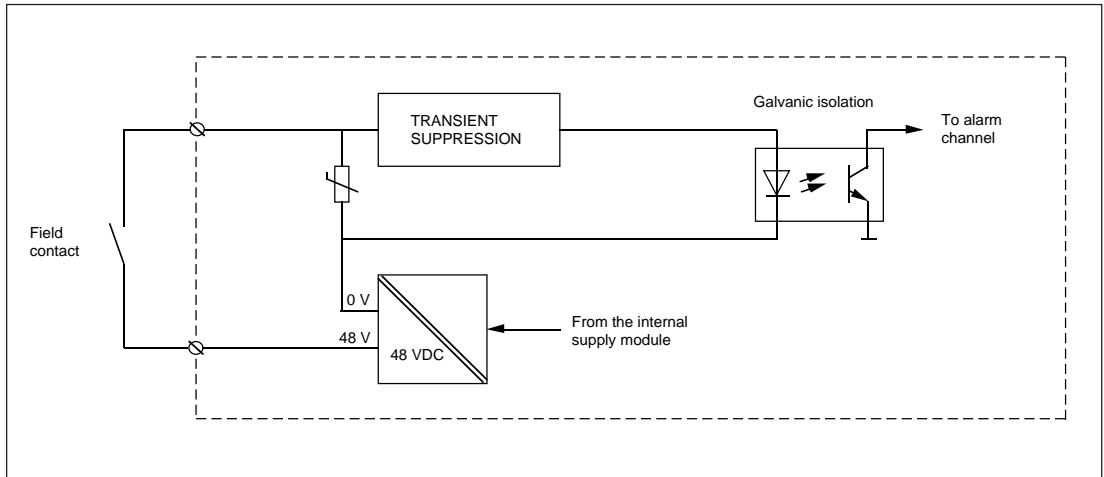 Galvanic isolation
TRANSIENT
SUPPRESSION
To alarm
channel
Field
contact
0 V
48 V
48 VDC
From the internal
supply module